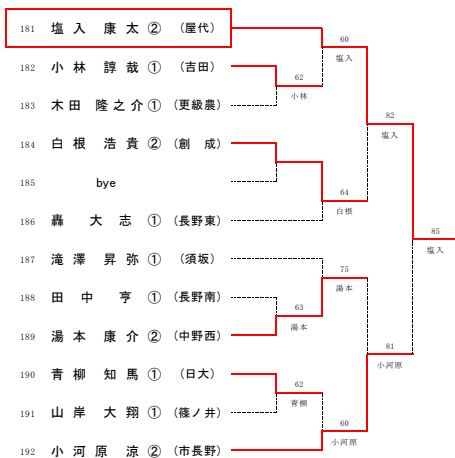 181 塩入 康太 ② (屋代)
60
塩入
182 小林 諄哉 ① (吉田)
62
小林
183 木田 隆之介 ① (更級農)
82
塩入
184 白根 浩貴 ② (創 成)
185 bye
64
白根
186 轟 大志 ① (長野東)
85
塩入
187 滝澤 昇弥 ① (須坂)
75
湯本
188 田中 亨 ① (長野南)
63
湯本
189 湯本 康介 ② (中野西)
81
小河原
190 青柳 知馬 ① (日大)
62
青柳
191 山岸 大翔 ① (篠ノ井)
60
小河原
192 小河原 涼 ② (市長野)